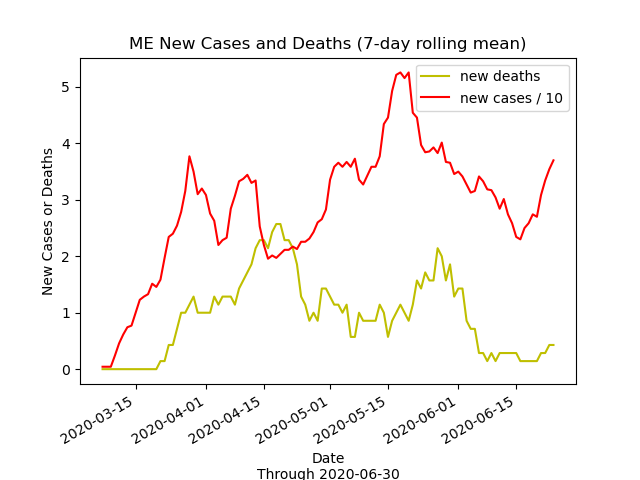 ME New Cases and Deaths (7-day rolling mean)
new deaths
new cases / 10
New Cases or Deaths
5
4
3
2
1
0
2020-03-15
2020-04-01
2020-04-15
2020-05-01
2020-05-15
2020-06-01
2020-06-15
Date
Through 2020-06-30